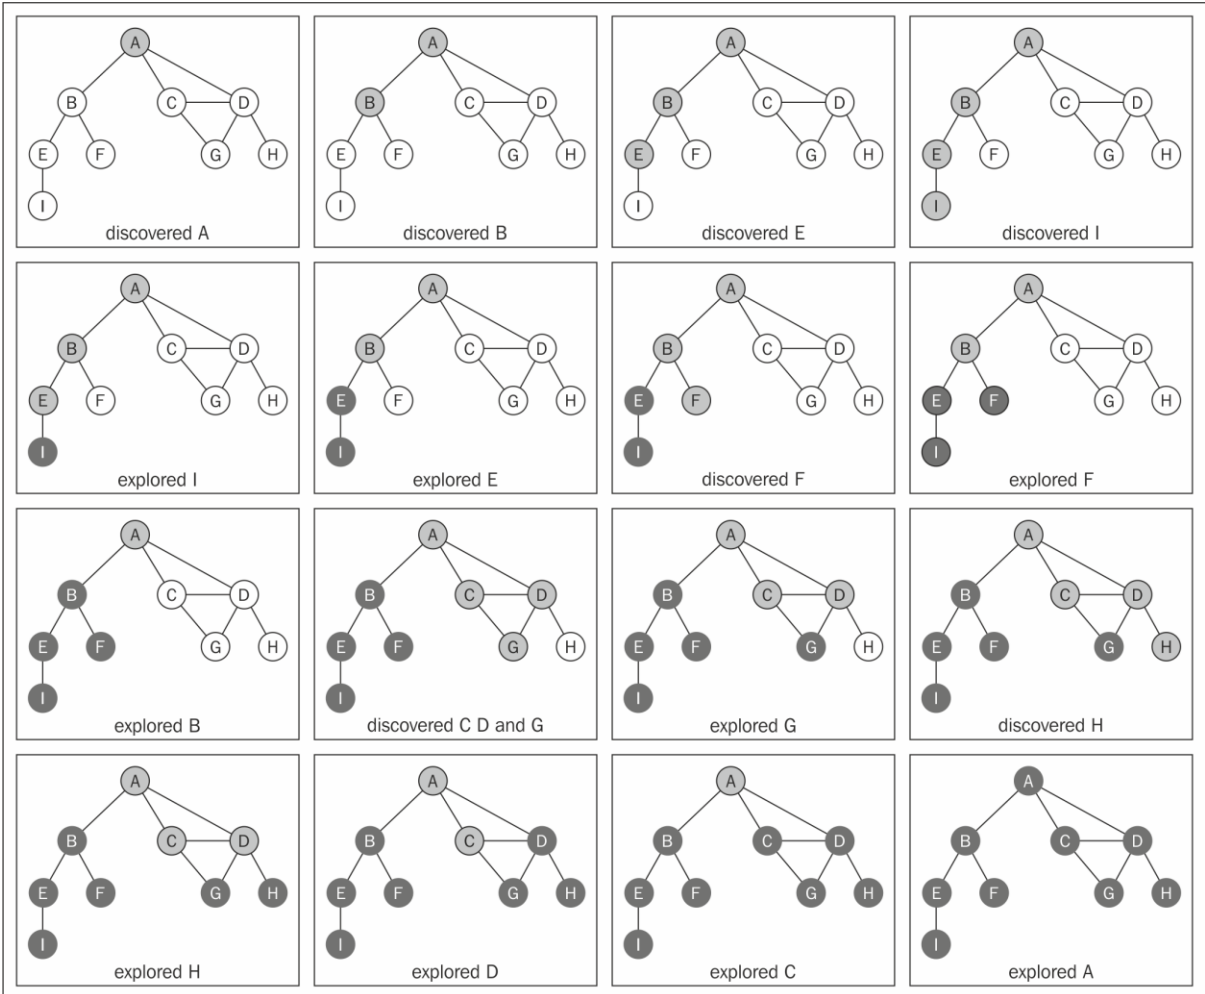 A
B C D
E F G H
I
discovered A
A
B C D
E F G H
I
discovered B
A
B C D
E F G H
I
discovered E
A
B C D
E F G H
I
discovered I
A
B C D
E F G H
I
explored I
A
B C D
E F G H
I
explored E
A
B C D
E F G H
I
discovered F
A
B C D
E F G H
I
explored F
A
B C D
E F G H
I
explored B
A
B C D
E F G H
I
discovered C D and G
A
B C D
E F G H
I
explored G
A
B C D
E F G H
I
discovered H
A
B C D
E F G H
I
explored H
A
B C D
E F G H
I
explored D
A
B C D
E F G H
I
explored C
A
B C D
E F G H
I
explored A